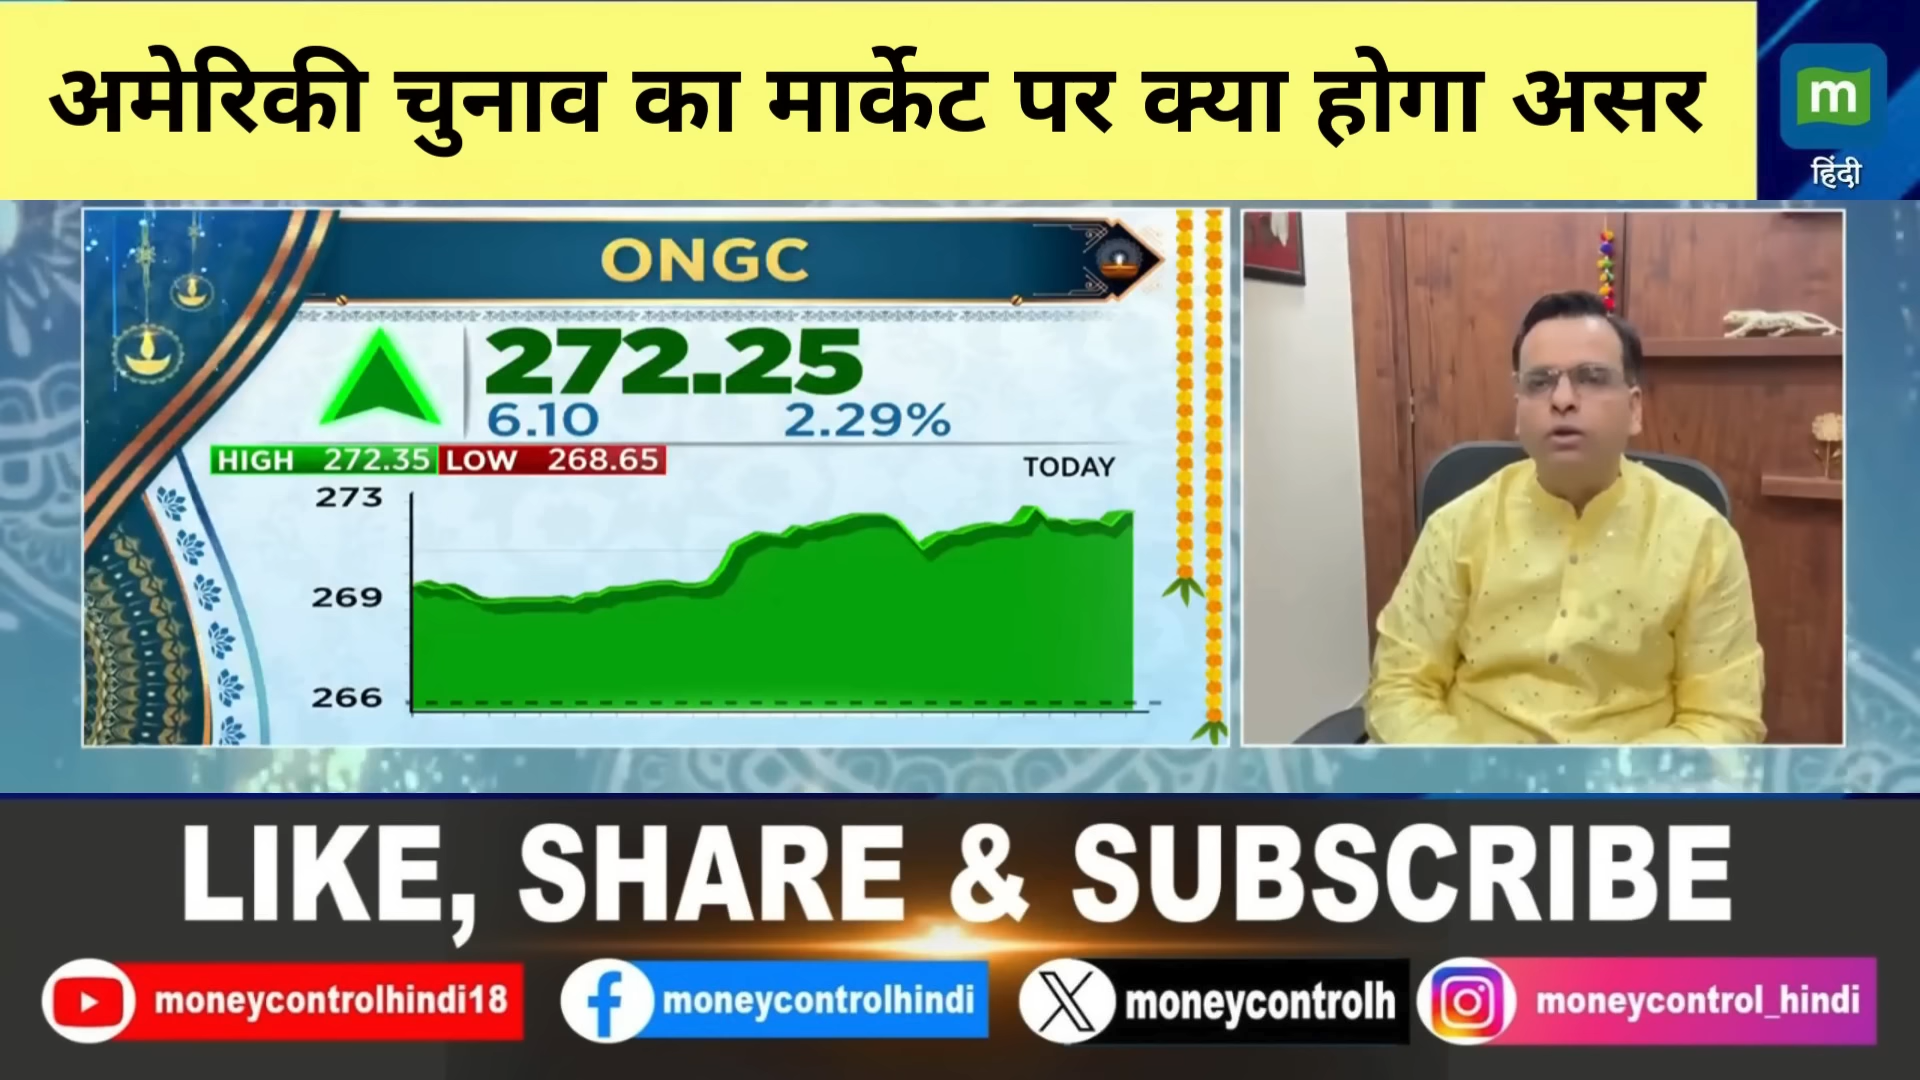 अमेरिकी चुनाव का मार्केट पर क्या होगा असर
m
हिंदी
ONGC
272.25
6.10 2.29%
HIGH 272.35 LOW 268.65
TODAY
273
269
266
LIKE, SHARE & SUBSCRIBE
moneycontrolhindi18 moneycontrolhindi moneycontrolh moneycontrol_hindi